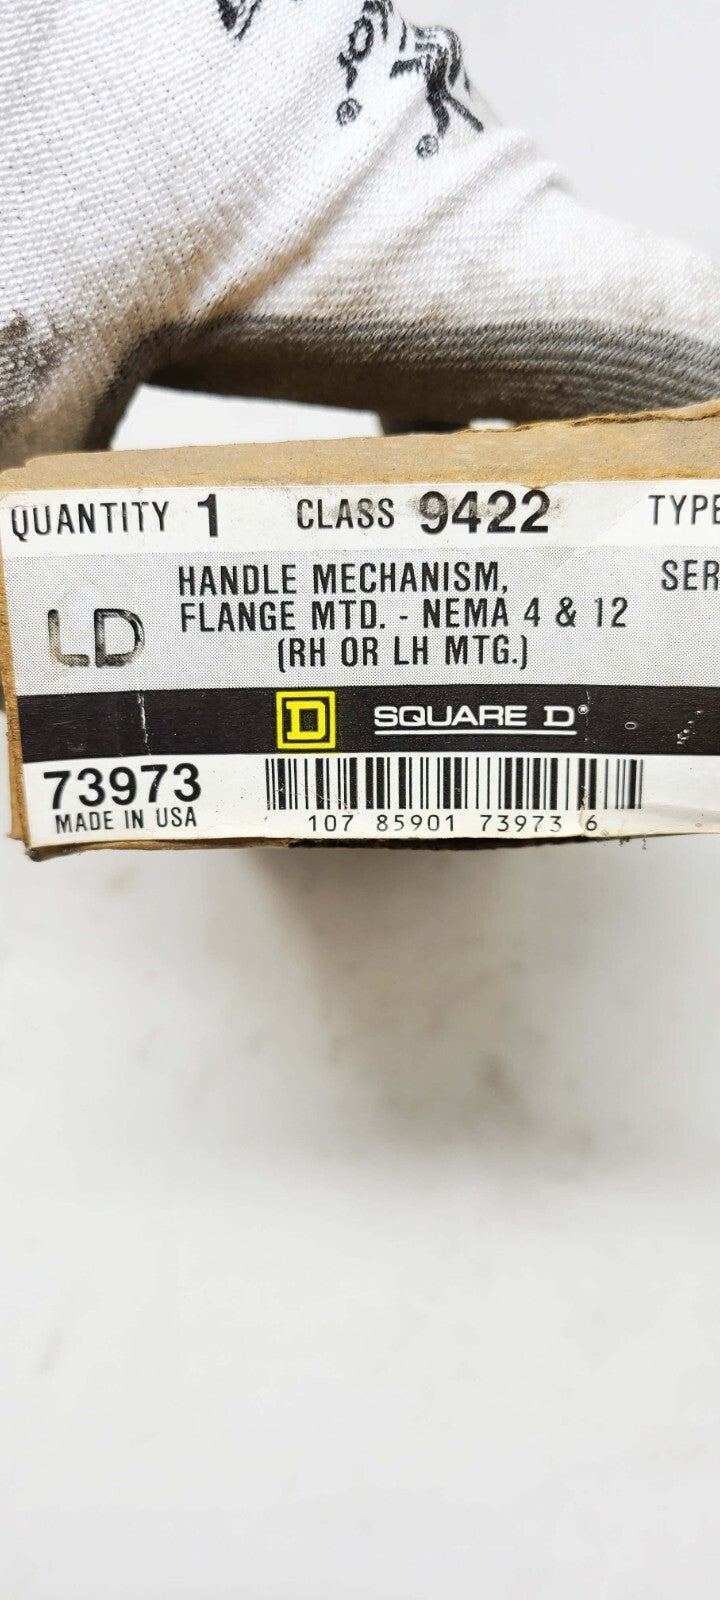 QUANTITY 1 CLASS 9422 TYPE
HANDLE MECHANISM, SER
FLANGE MTD. - NEMA 4 & 12
LD
(RH OR LH MTG.)
D SQUARE D®
73973
MADE IN USA
107 85901 73973 6